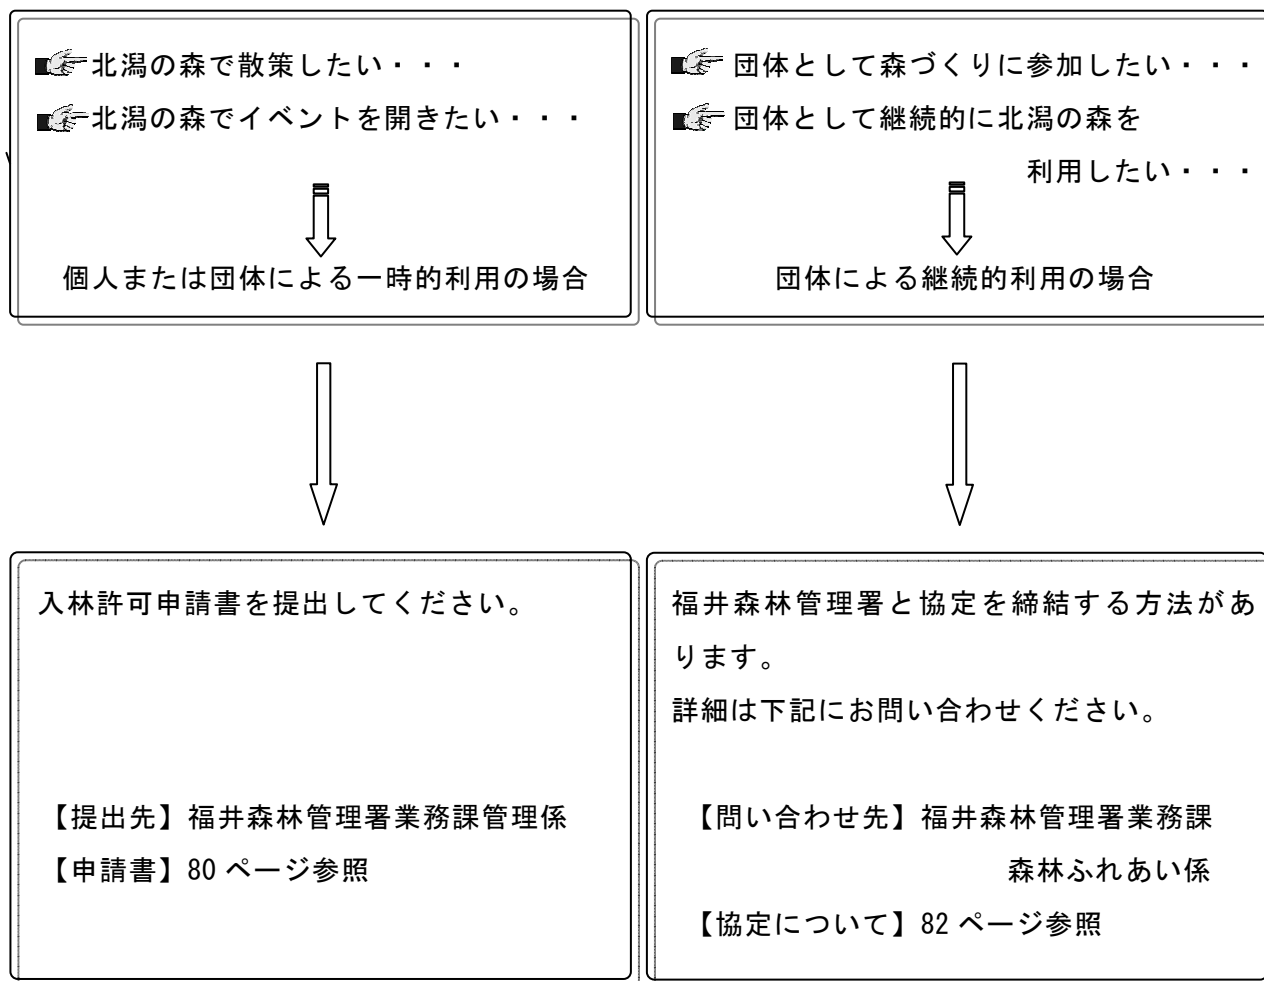 北潟の森で散策したい・・・
北潟の森でイベントを開きたい・・・
個人または団体による一時的利用の場合
団体として森づくりに参加したい・・・
団体として継続的に北潟の森を
利用したい・・・
団体による継続的利用の場合
入林許可申請書を提出してください。
【提出先】福井森林管理署業務課管理係
【申請書】80 ページ参照
福井森林管理署と協定を締結する方法があ
ります。
詳細は下記にお問い合わせください。
【問い合わせ先】福井森林管理署業務課
森林ふれあい係
【協定について】82 ページ参照